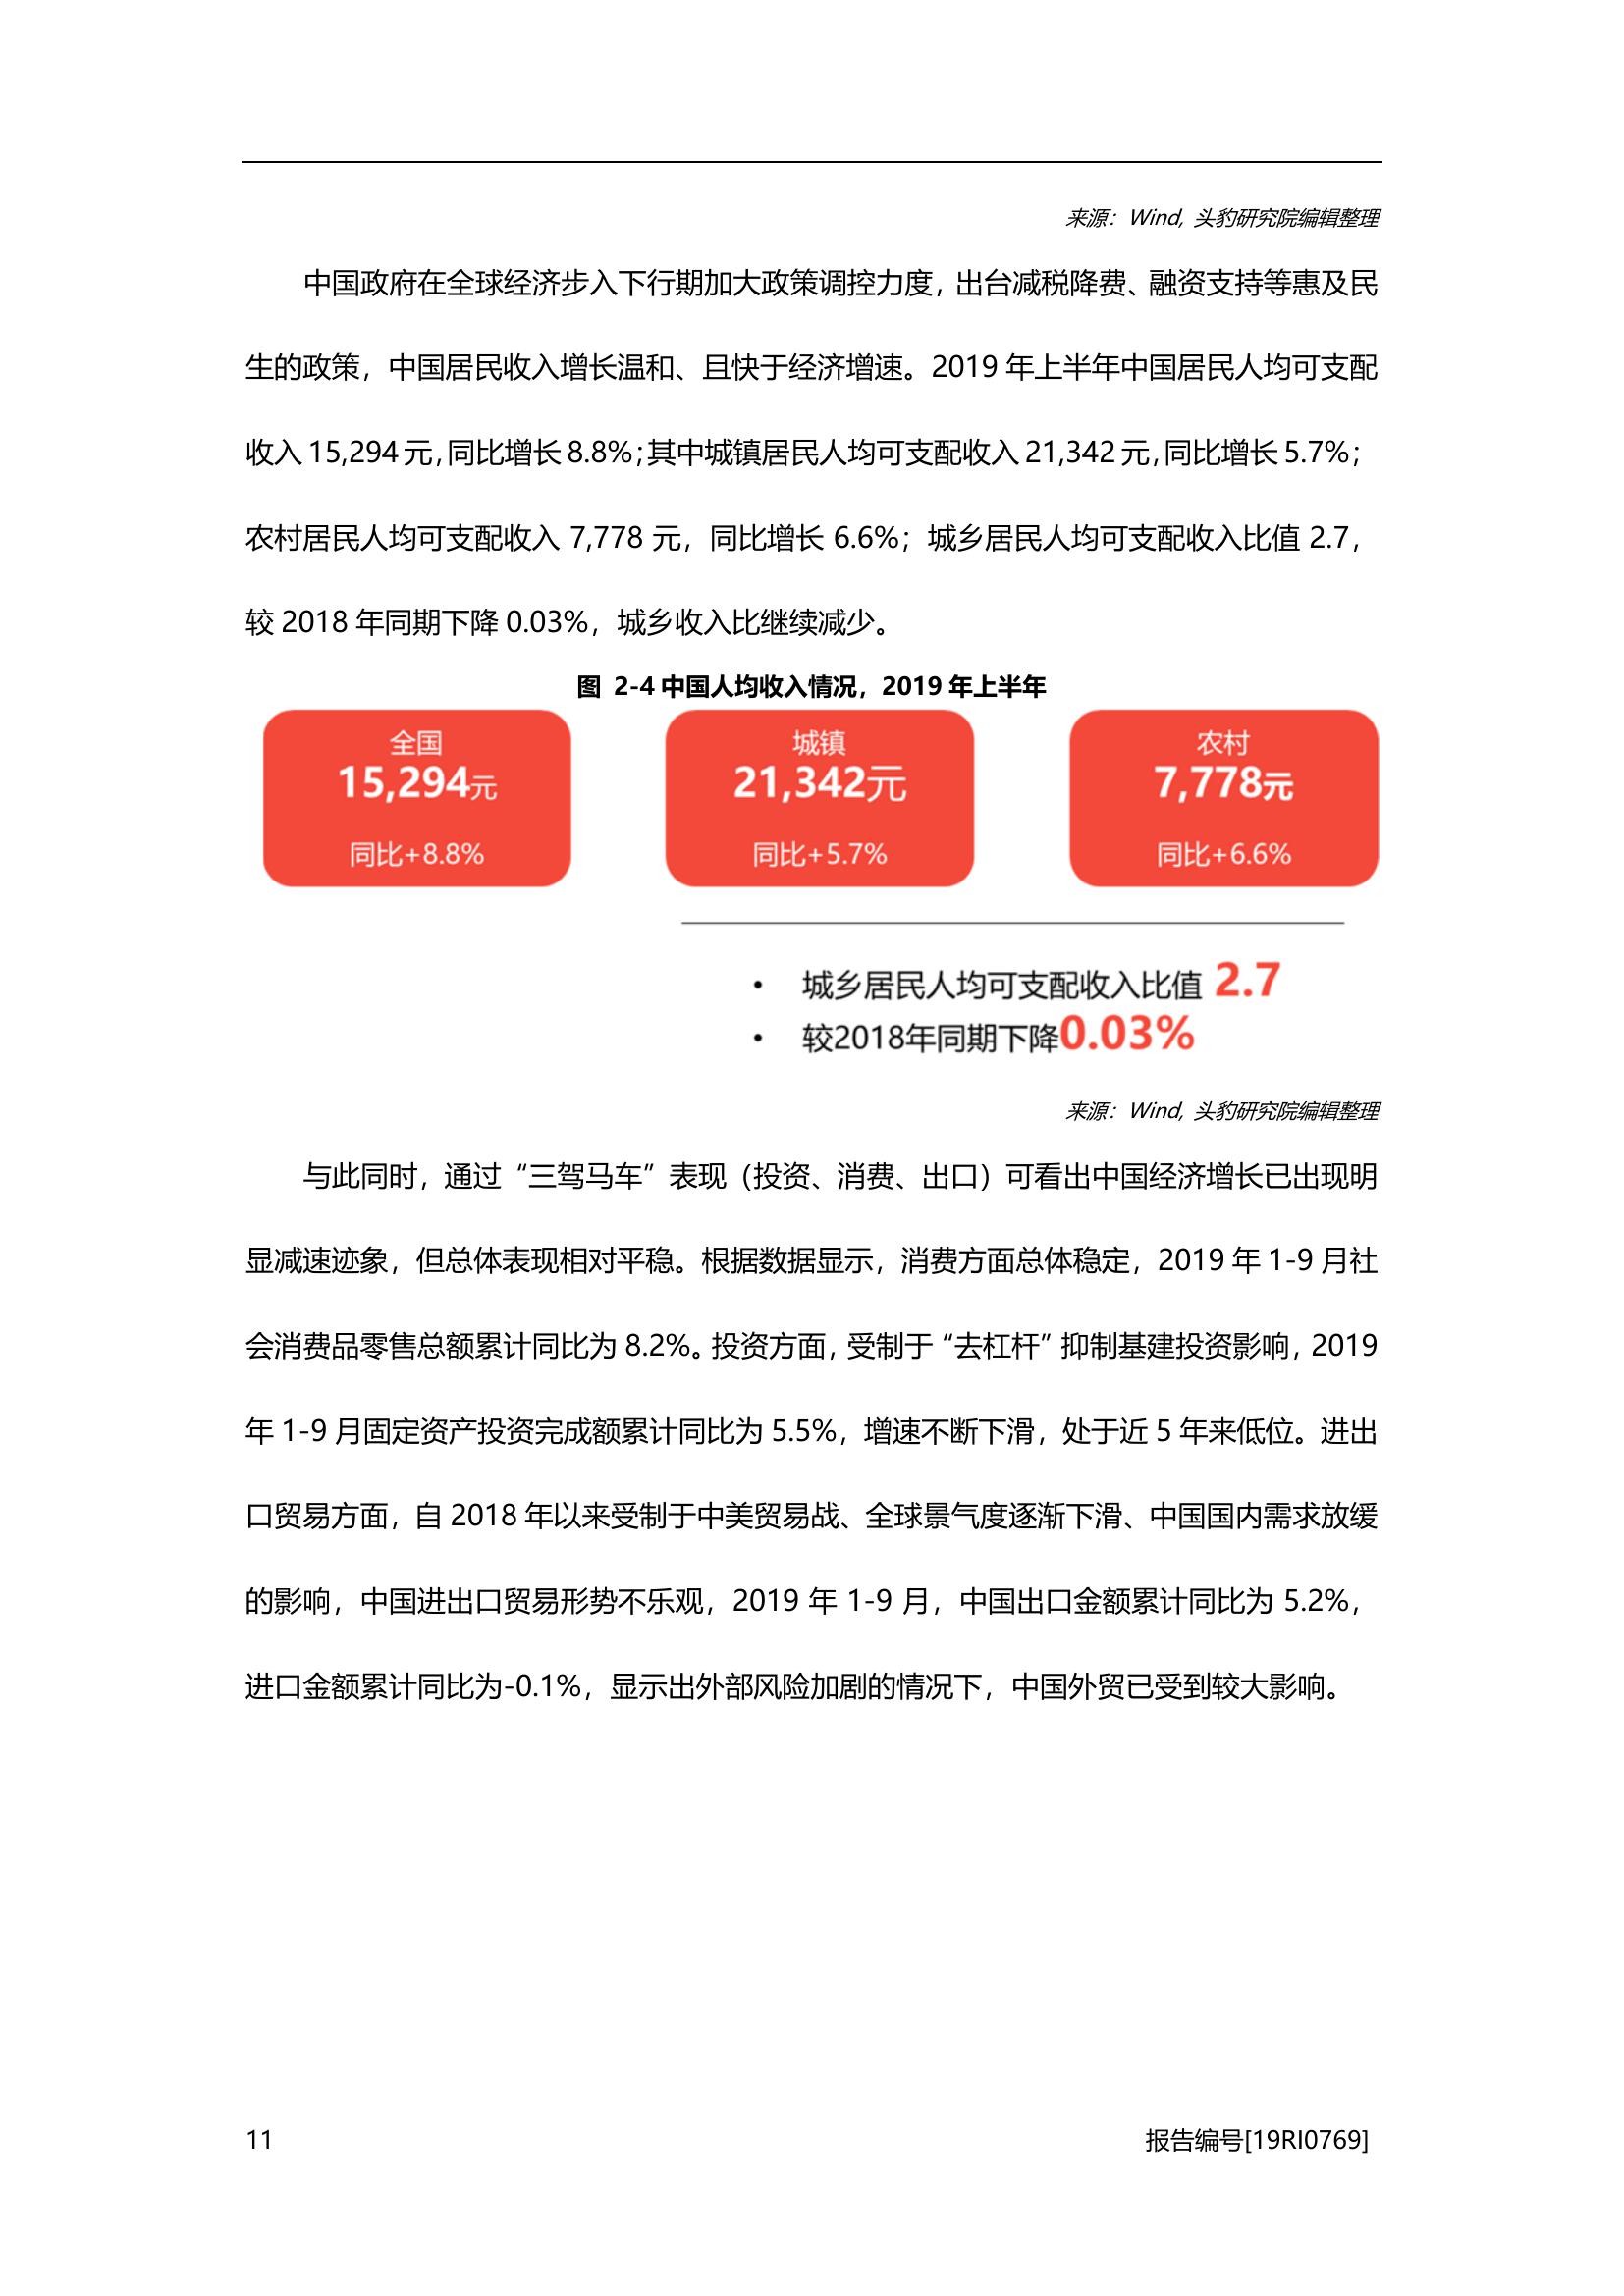 来源：Wind, 头豹研究院编辑整理
中国政府在全球经济步入下行期加大政策调控力度，出台减税降费、融资支持等惠及民
生的政策，中国居民收入增长温和、且快于经济增速。2019 年上半年中国居民人均可支配
收入 15,294 元，同比增长 8.8%；其中城镇居民人均可支配收入 21,342 元，同比增长 5.7%；
农村居民人均可支配收入 7,778 元，同比增长 6.6%；城乡居民人均可支配收入比值 2.7，
较 2018 年同期下降 0.03%，城乡收入比继续减少。
图 2-4 中国人均收入情况，2019 年上半年
全国
15,294元
同比+8.8%
城镇
21,342元
同比+5.7%
农村
7,778元
同比+6.6%
• 城乡居民人均可支配收入比值 2.7
• 较2018年同期下降0.03%
来源：Wind, 头豹研究院编辑整理
与此同时，通过“三驾马车”表现（投资、消费、出口）可看出中国经济增长已出现明
显减速迹象，但总体表现相对平稳。根据数据显示，消费方面总体稳定，2019 年 1-9 月社
会消费品零售总额累计同比为 8.2%。投资方面，受制于“去杠杆”抑制基建投资影响，2019
年 1-9 月固定资产投资完成额累计同比为 5.5%，增速不断下滑，处于近 5 年来低位。进出
口贸易方面，自 2018 年以来受制于中美贸易战、全球景气度逐渐下滑、中国国内需求放缓
的影响，中国进出口贸易形势不乐观，2019 年 1-9 月，中国出口金额累计同比为 5.2%，
进口金额累计同比为-0.1%，显示出外部风险加剧的情况下，中国外贸已受到较大影响。
11
报告编号[19RI0769]